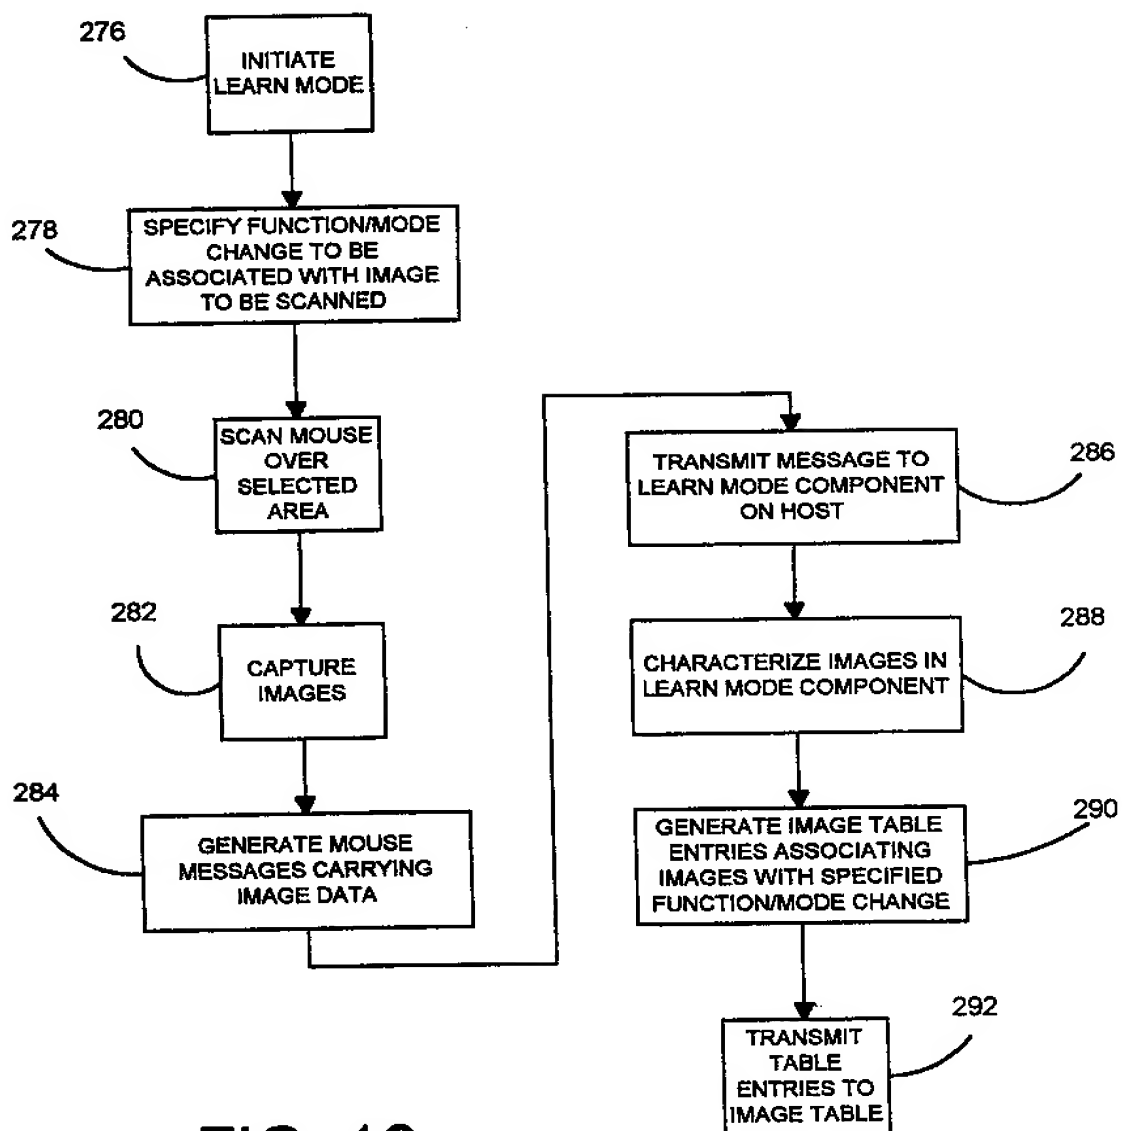 276
INITIATE
LEARN MODE
278
SPECIFY FUNCTION/MODE
CHANGE TO BE
ASSOCIATED WITH IMAGE
TO BE SCANNED
280
SCAN MOUSE
OVER
SELECTED
AREA
282
CAPTURE
IMAGES
284
GENERATE MOUSE
MESSAGES CARRYING
IMAGE DATA
TRANSMIT MESSAGE TO
LEARN MODE COMPONENT
ON HOST
286
CHARACTERIZE IMAGES IN
LEARN MODE COMPONENT
288
GENERATE IMAGE TABLE
ENTRIES ASSOCIATING
IMAGES WITH SPECIFIED
FUNCTION/MODE CHANGE
290
TRANSMIT
TABLE
ENTRIES TO
IMAGE TABLE
292